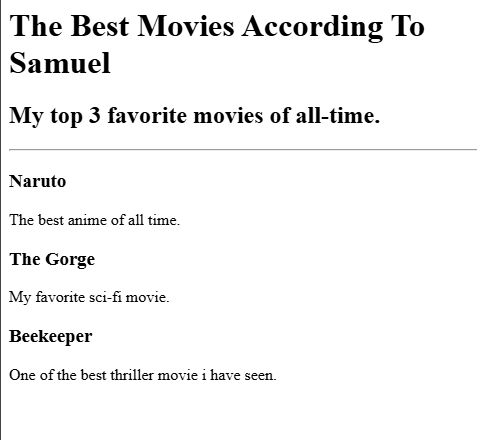 The Best Movies According To
Samuel
My top 3 favorite movies of all-time.
Naruto
The best anime of all time.
The Gorge
My favorite sci-fi movie.
Beekeeper
One of the best thriller movie i have seen.